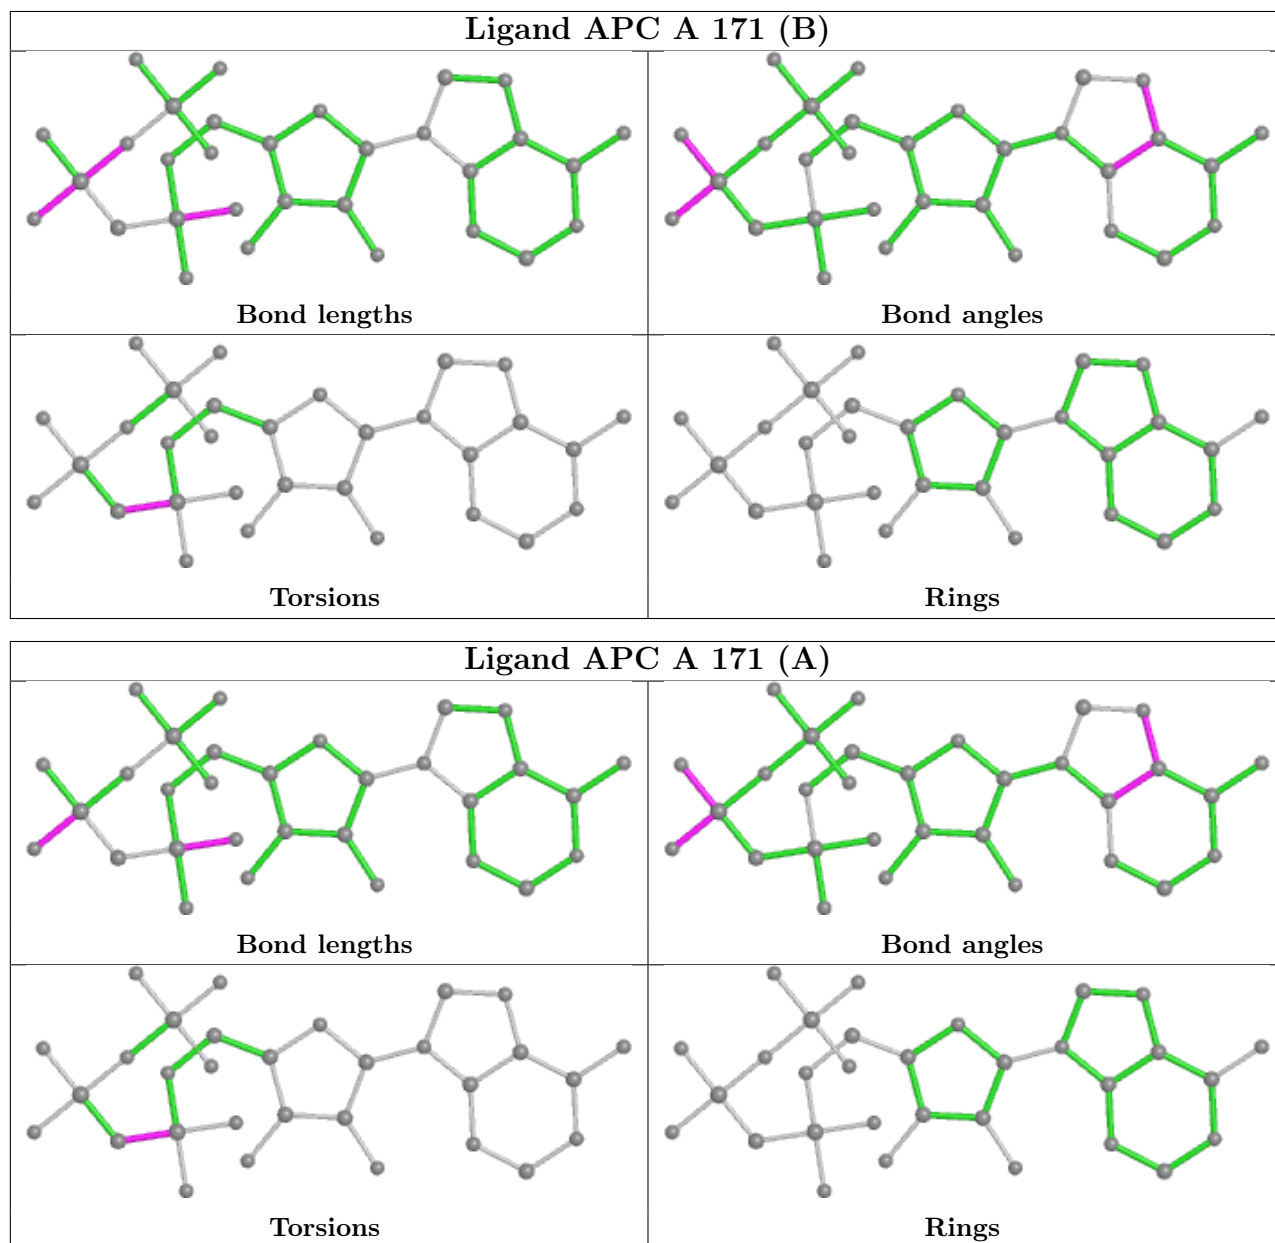 Ligand APC A 171 (B)
Bond lengths
Bond angles
Torsions
Rings
Ligand APC A 171 (A)
Bond lengths
Bond angles
Torsions
Rings